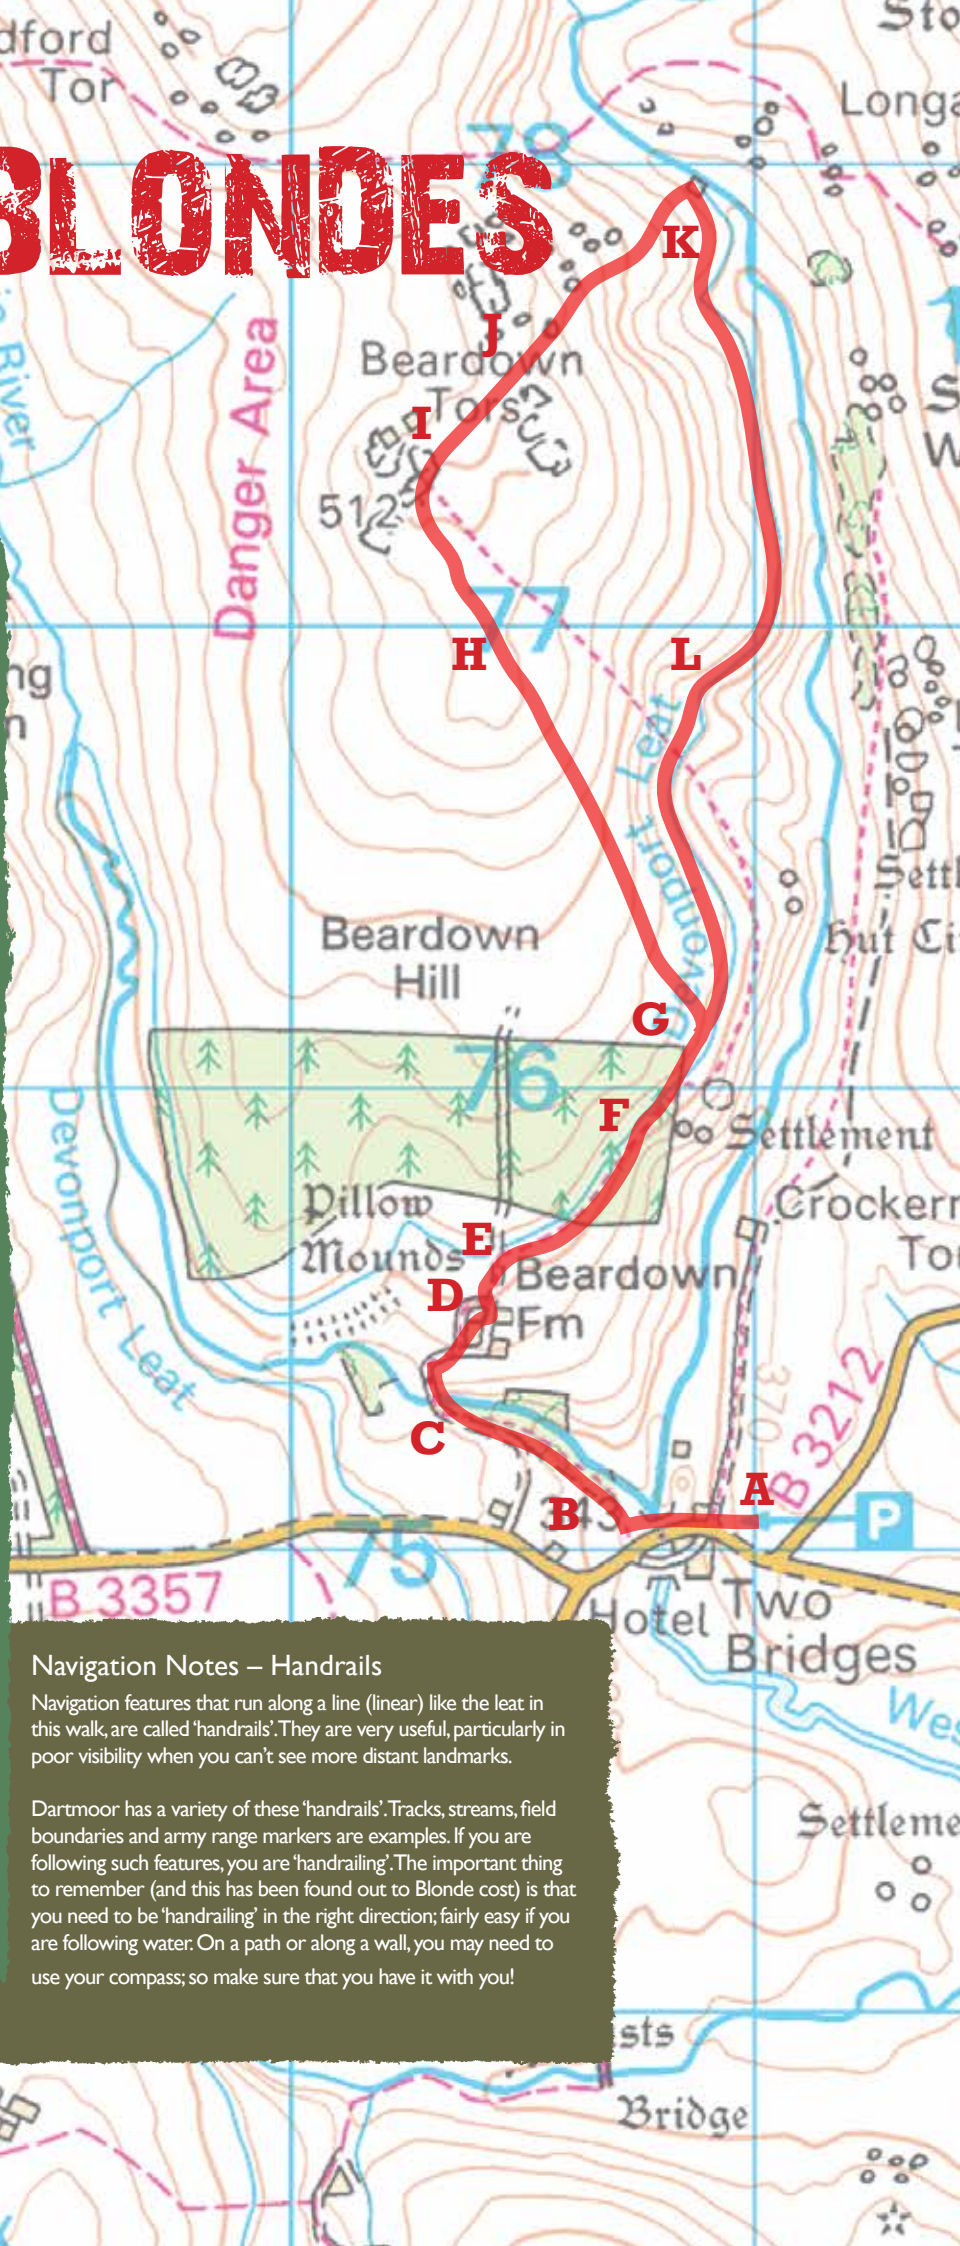 dford
Tor
Sto
Longa
78
BLONDES
K
River
Danger Area
J
Beardown
Tors
I
S
W
512
77
H
L
ng
n
Devonport Leat
Settl
Hut Ci
Beardown
Hill
G
76
F
Settlement
Devonport Leat
Pillow
Mounds
Crockern
Tor
E
Beardown
Fm
D
B 3212
C
A
B
343
P
75
B 3357
Hotel
Two
Bridges
Wes
Navigation Notes – Handrails
Navigation features that run along a line (linear) like the leat in
this walk, are called ‘handrails’. They are very useful, particularly in
poor visibility when you can’t see more distant landmarks.
Dartmoor has a variety of these ‘handrails’. Tracks, streams, field
boundaries and army range markers are examples. If you are
following such features, you are ‘handrailing’. The important thing
to remember (and this has been found out to Blonde cost) is that
you need to be ‘handrailing’ in the right direction; fairly easy if you
are following water. On a path or along a wall, you may need to
use your compass; so make sure that you have it with you!
Settleme
sts
Bridge